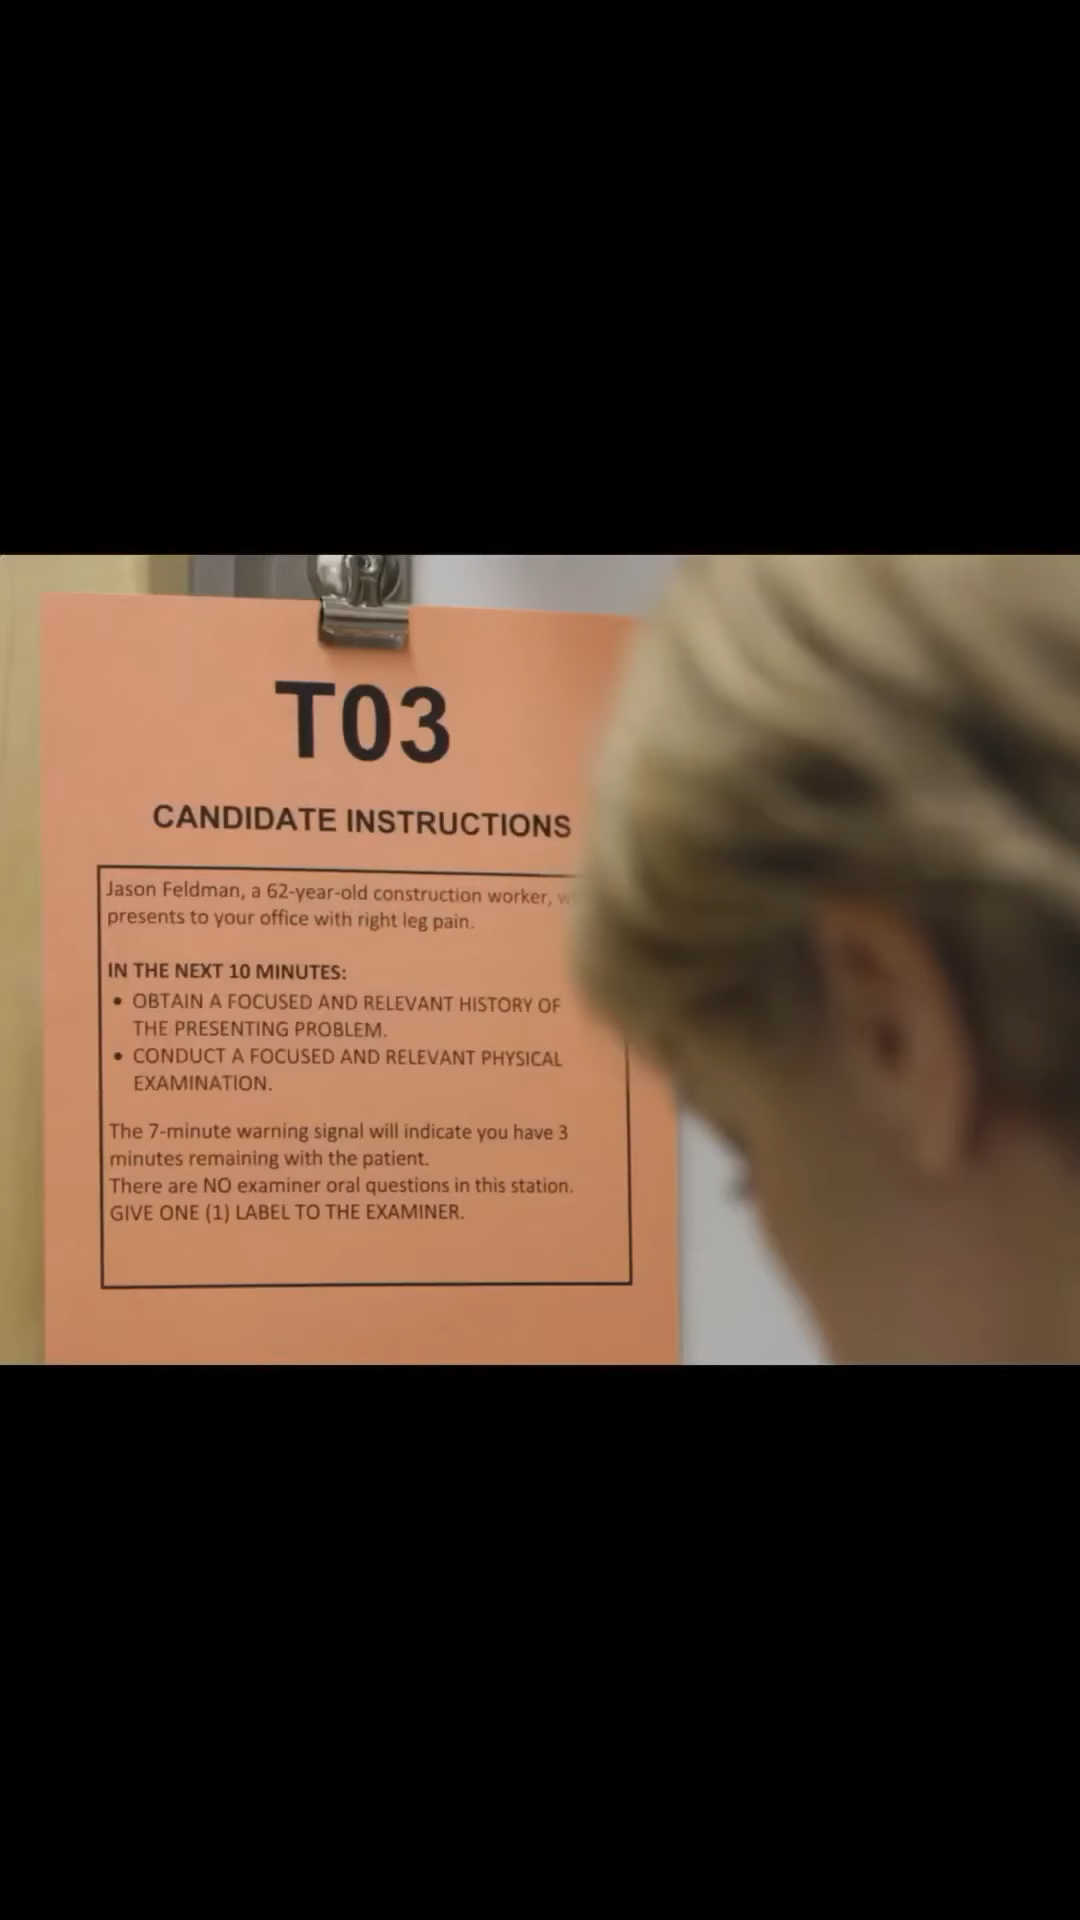 T03
CANDIDATE INSTRUCTIONS
Jason Feldman, a 62-year-old construction worker,
presents to your office with right leg pain.
IN THE NEXT 10 MINUTES:
• OBTAIN A FOCUSED AND RELEVANT HISTORY OF
THE PRESENTING PROBLEM.
• CONDUCT A FOCUSED AND RELEVANT PHYSICAL
EXAMINATION.
The 7-minute warning signal will indicate you have 3
minutes remaining with the patient.
There are NO examiner oral questions in this station.
GIVE ONE (1) LABEL TO THE EXAMINER.